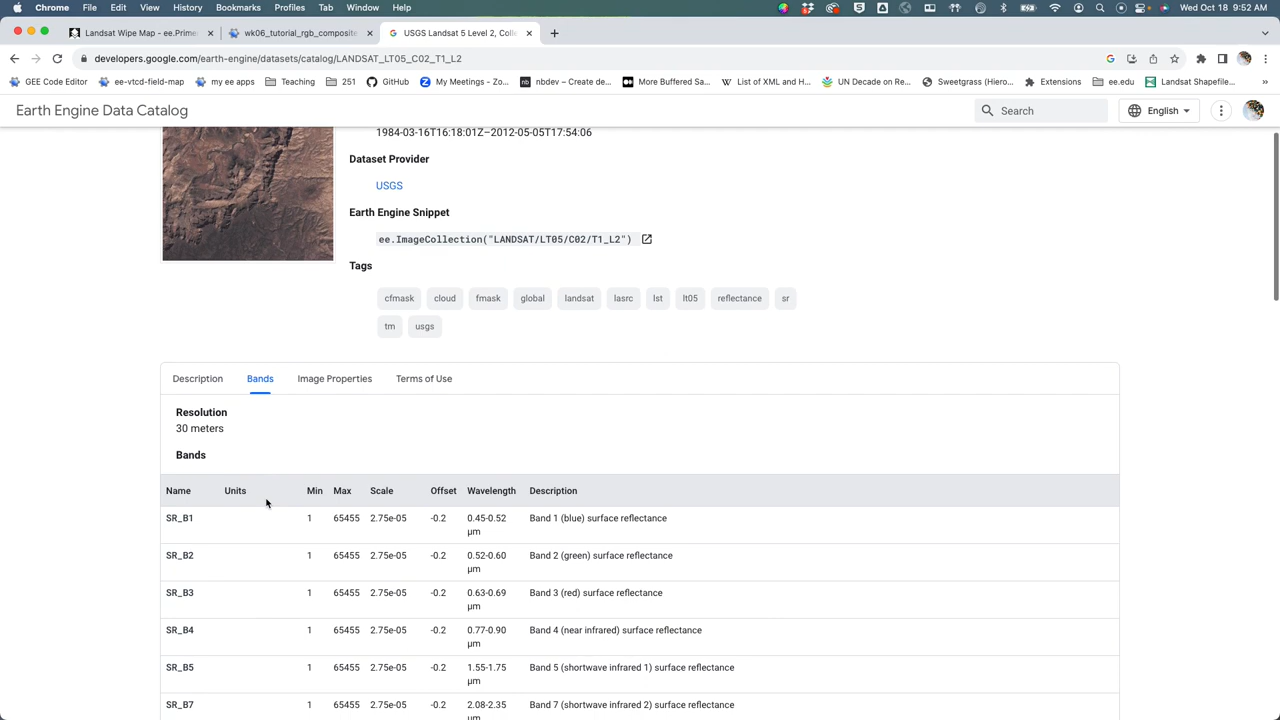 Chrome File Edit View History Bookmarks Profiles Tab Window Help Wed Oct 18 9:52 AM
Landsat Wipe Map - ee.Prime
wk06_tutorial_rgb_composite
USGS Landsat 5 Level 2, Colle
developers.google.com/earth-engine/datasets/catalog/LANDSAT_LT05_C02_T1_L2
GEE Code Editor ee-vtcd-field-map my ee apps Teaching 251 GitHub My Meetings - Zo... nbdev – Create de... More Buffered Sa... List of XML and H... UN Decade on Re... Sweetgrass (Hiero... Extensions ee.edu Landsat Shapefile...
Earth Engine Data Catalog Search English
1984-03-16T16:18:01Z–2012-05-05T17:54:06
Dataset Provider
USGS
Earth Engine Snippet
ee.ImageCollection("LANDSAT/LT05/C02/T1_L2")
Tags
cfmask cloud fmask global landsat lasrc lst lt05 reflectance sr
tm usgs
Description Bands Image Properties Terms of Use
Resolution
30 meters
Bands
Name Units Min Max Scale Offset Wavelength Description
SR_B1 1 65455 2.75e-05 -0.2 0.45-0.52 Band 1 (blue) surface reflectance
μm
SR_B2 1 65455 2.75e-05 -0.2 0.52-0.60 Band 2 (green) surface reflectance
μm
SR_B3 1 65455 2.75e-05 -0.2 0.63-0.69 Band 3 (red) surface reflectance
μm
SR_B4 1 65455 2.75e-05 -0.2 0.77-0.90 Band 4 (near infrared) surface reflectance
μm
SR_B5 1 65455 2.75e-05 -0.2 1.55-1.75 Band 5 (shortwave infrared 1) surface reflectance
μm
SR_B7 1 65455 2.75e-05 -0.2 2.08-2.35 Band 7 (shortwave infrared 2) surface reflectance
μm